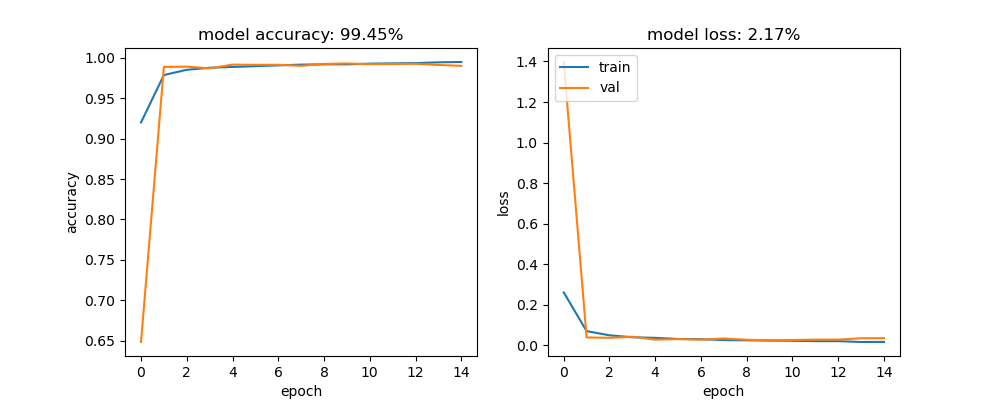 model accuracy: 99.45%
1.00
0.95
0.90
0.85
0.80
0.75
0.70
0.65
accuracy
0 2 4 6 8 10 12 14
epoch
model loss: 2.17%
train
val
1.4
1.2
1.0
0.8
0.6
0.4
0.2
0.0
loss
0 2 4 6 8 10 12 14
epoch